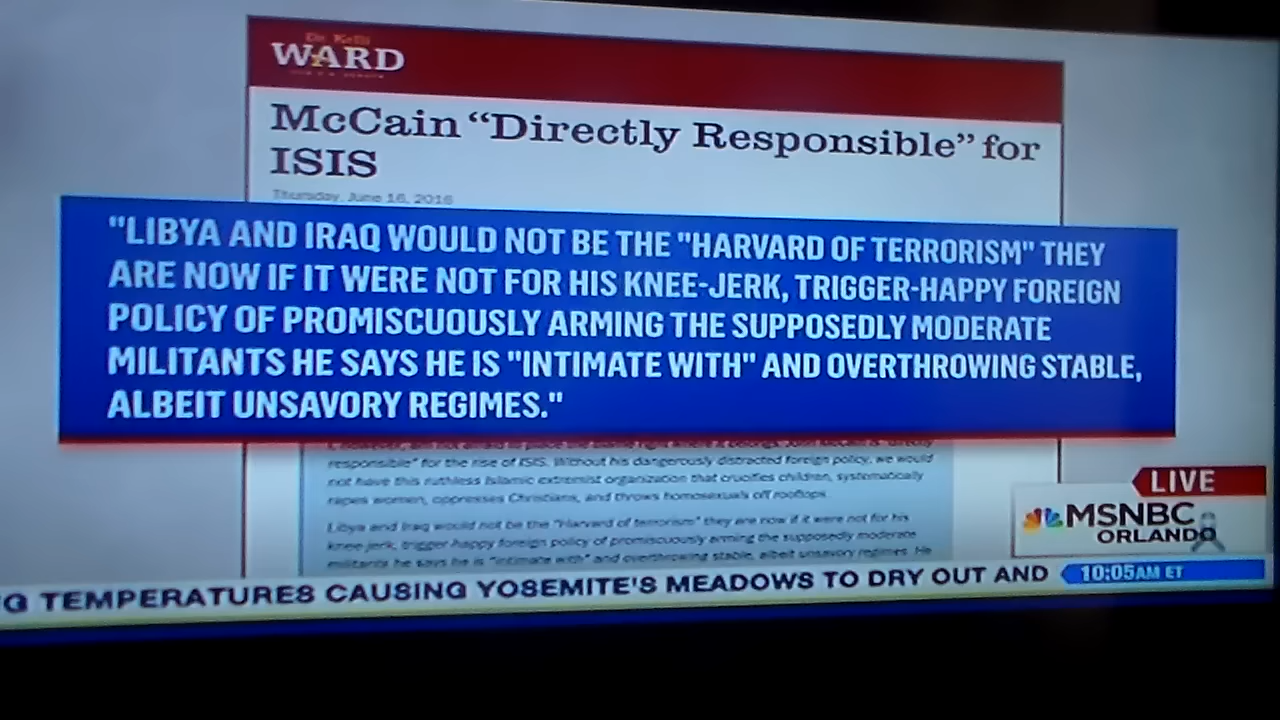 Dr. Kelli
WARD
McCain “Directly Responsible” for
ISIS
Thursday, June 16, 2016
"LIBYA AND IRAQ WOULD NOT BE THE "HARVARD OF TERRORISM" THEY
ARE NOW IF IT WERE NOT FOR HIS KNEE-JERK, TRIGGER-HAPPY FOREIGN
POLICY OF PROMISCUOUSLY ARMING THE SUPPOSEDLY MODERATE
MILITANTS HE SAYS HE IS "INTIMATE WITH" AND OVERTHROWING STABLE,
ALBEIT UNSAVORY REGIMES."
responsible" for the rise of ISIS. Without his dangerously distracted foreign policy, we would
not have this ruthless Islamic extremist organization that crucifies children, systematically
rapes women, oppresses Christians, and throws homosexuals off rooftops.
Libya and Iraq would not be the "Harvard of terrorism" they are now if it were not for his
knee-jerk, trigger-happy foreign policy of promiscuously arming the supposedly moderate
militants he says he is "intimate with" and overthrowing stable, albeit unsavory regimes. He
LIVE
MSNBC
ORLANDO
G TEMPERATURES CAUSING YOSEMITE'S MEADOWS TO DRY OUT AND
10:05AM ET